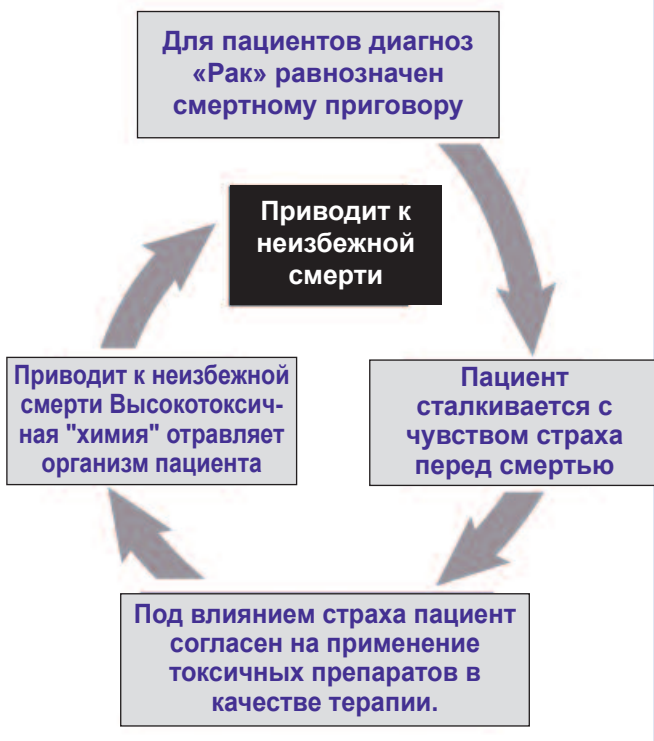 Для пациентов диагноз
«Рак» равнозначен
смертному приговору
Приводит к
неизбежной
смерти
Пациент
сталкивается с
чувством страха
перед смертью
Под влиянием страха пациент
согласен на применение
токсичных препаратов в
качестве терапии.
Приводит к неизбежной
смерти Высокотоксич-
ная "химия" отравляет
организм пациента